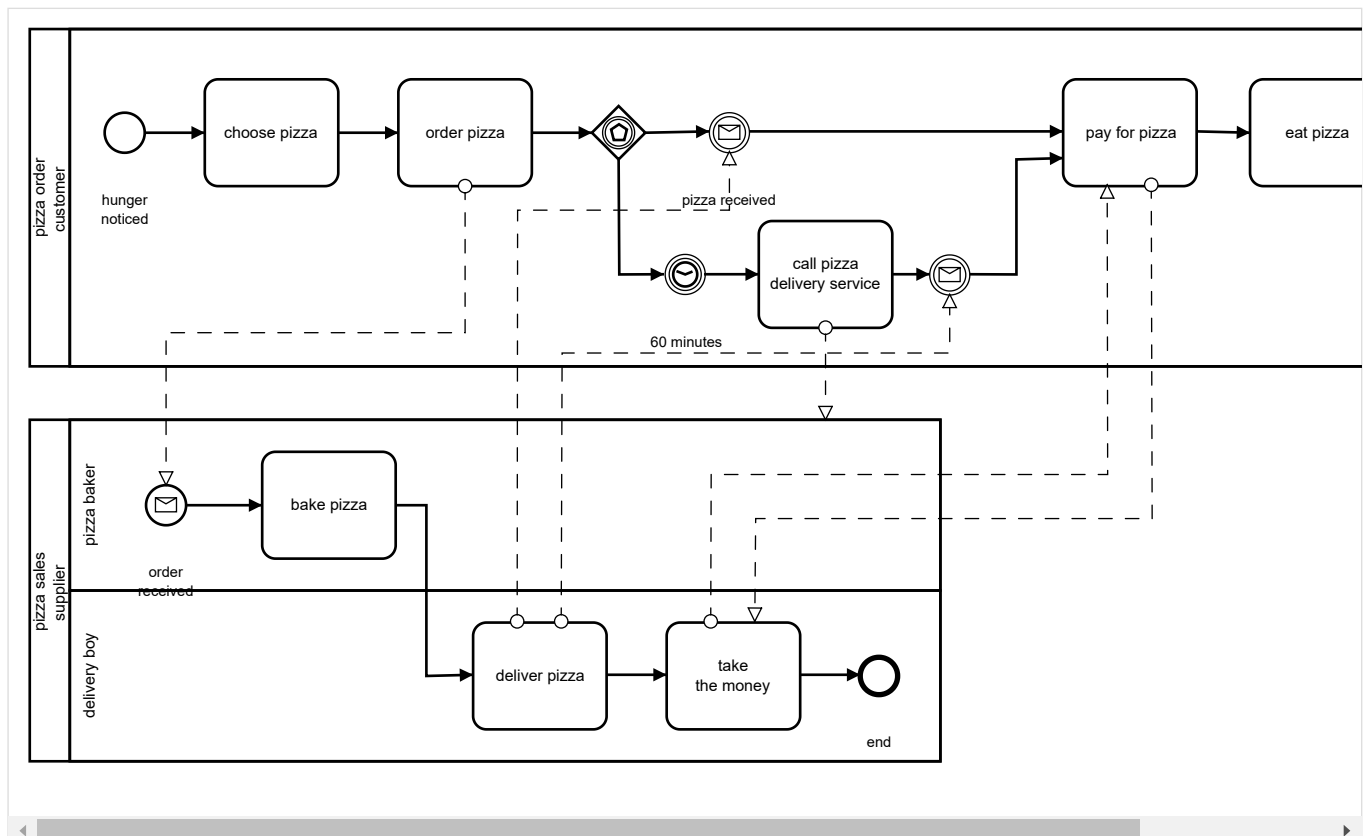 pizza order
customer
hunger
noticed
choose pizza
order pizza
pizza received
60 minutes
call pizza
delivery service
pay for pizza
eat pizza
pizza sales
supplier
pizza baker
order
received
bake pizza
delivery boy
deliver pizza
take
the money
end